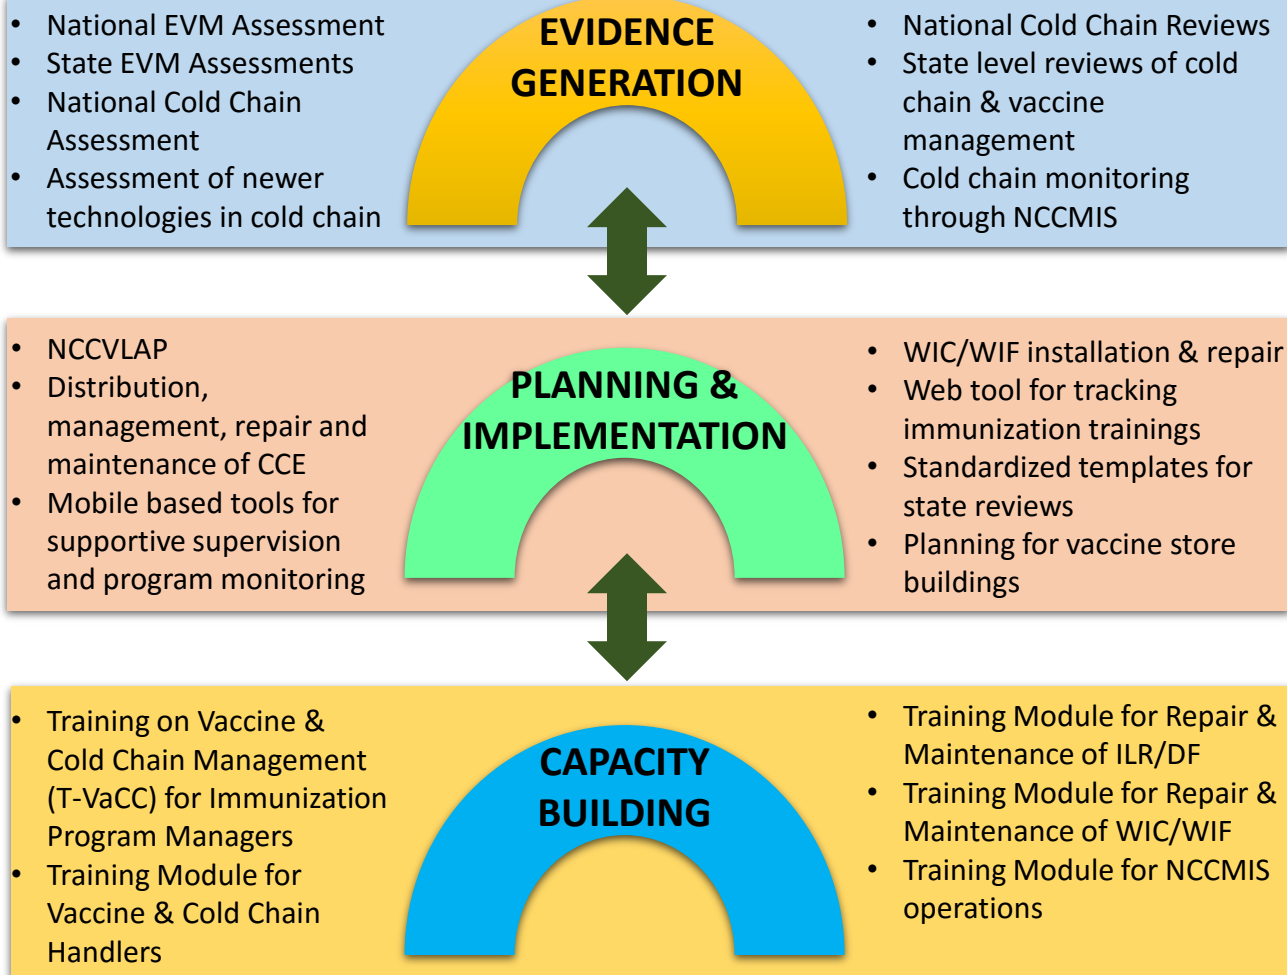 • National EVM Assessment
• State EVM Assessments
• National Cold Chain
Assessment
• Assessment of newer
technologies in cold chain
EVIDENCE
GENERATION
• National Cold Chain Reviews
• State level reviews of cold
chain & vaccine
management
• Cold chain monitoring
through NCCMIS
• NCCVLAP
• Distribution,
management, repair and
maintenance of CCE
• Mobile based tools for
supportive supervision
and program monitoring
PLANNING &
IMPLEMENTATION
• WIC/WIF installation & repair
• Web tool for tracking
immunization trainings
• Standardized templates for
state reviews
• Planning for vaccine store
buildings
• Training on Vaccine &
Cold Chain Management
(T-VaCC) for Immunization
Program Managers
• Training Module for
Vaccine & Cold Chain
Handlers
CAPACITY
BUILDING
• Training Module for Repair &
Maintenance of ILR/DF
• Training Module for Repair &
Maintenance of WIC/WIF
• Training Module for NCCMIS
operations